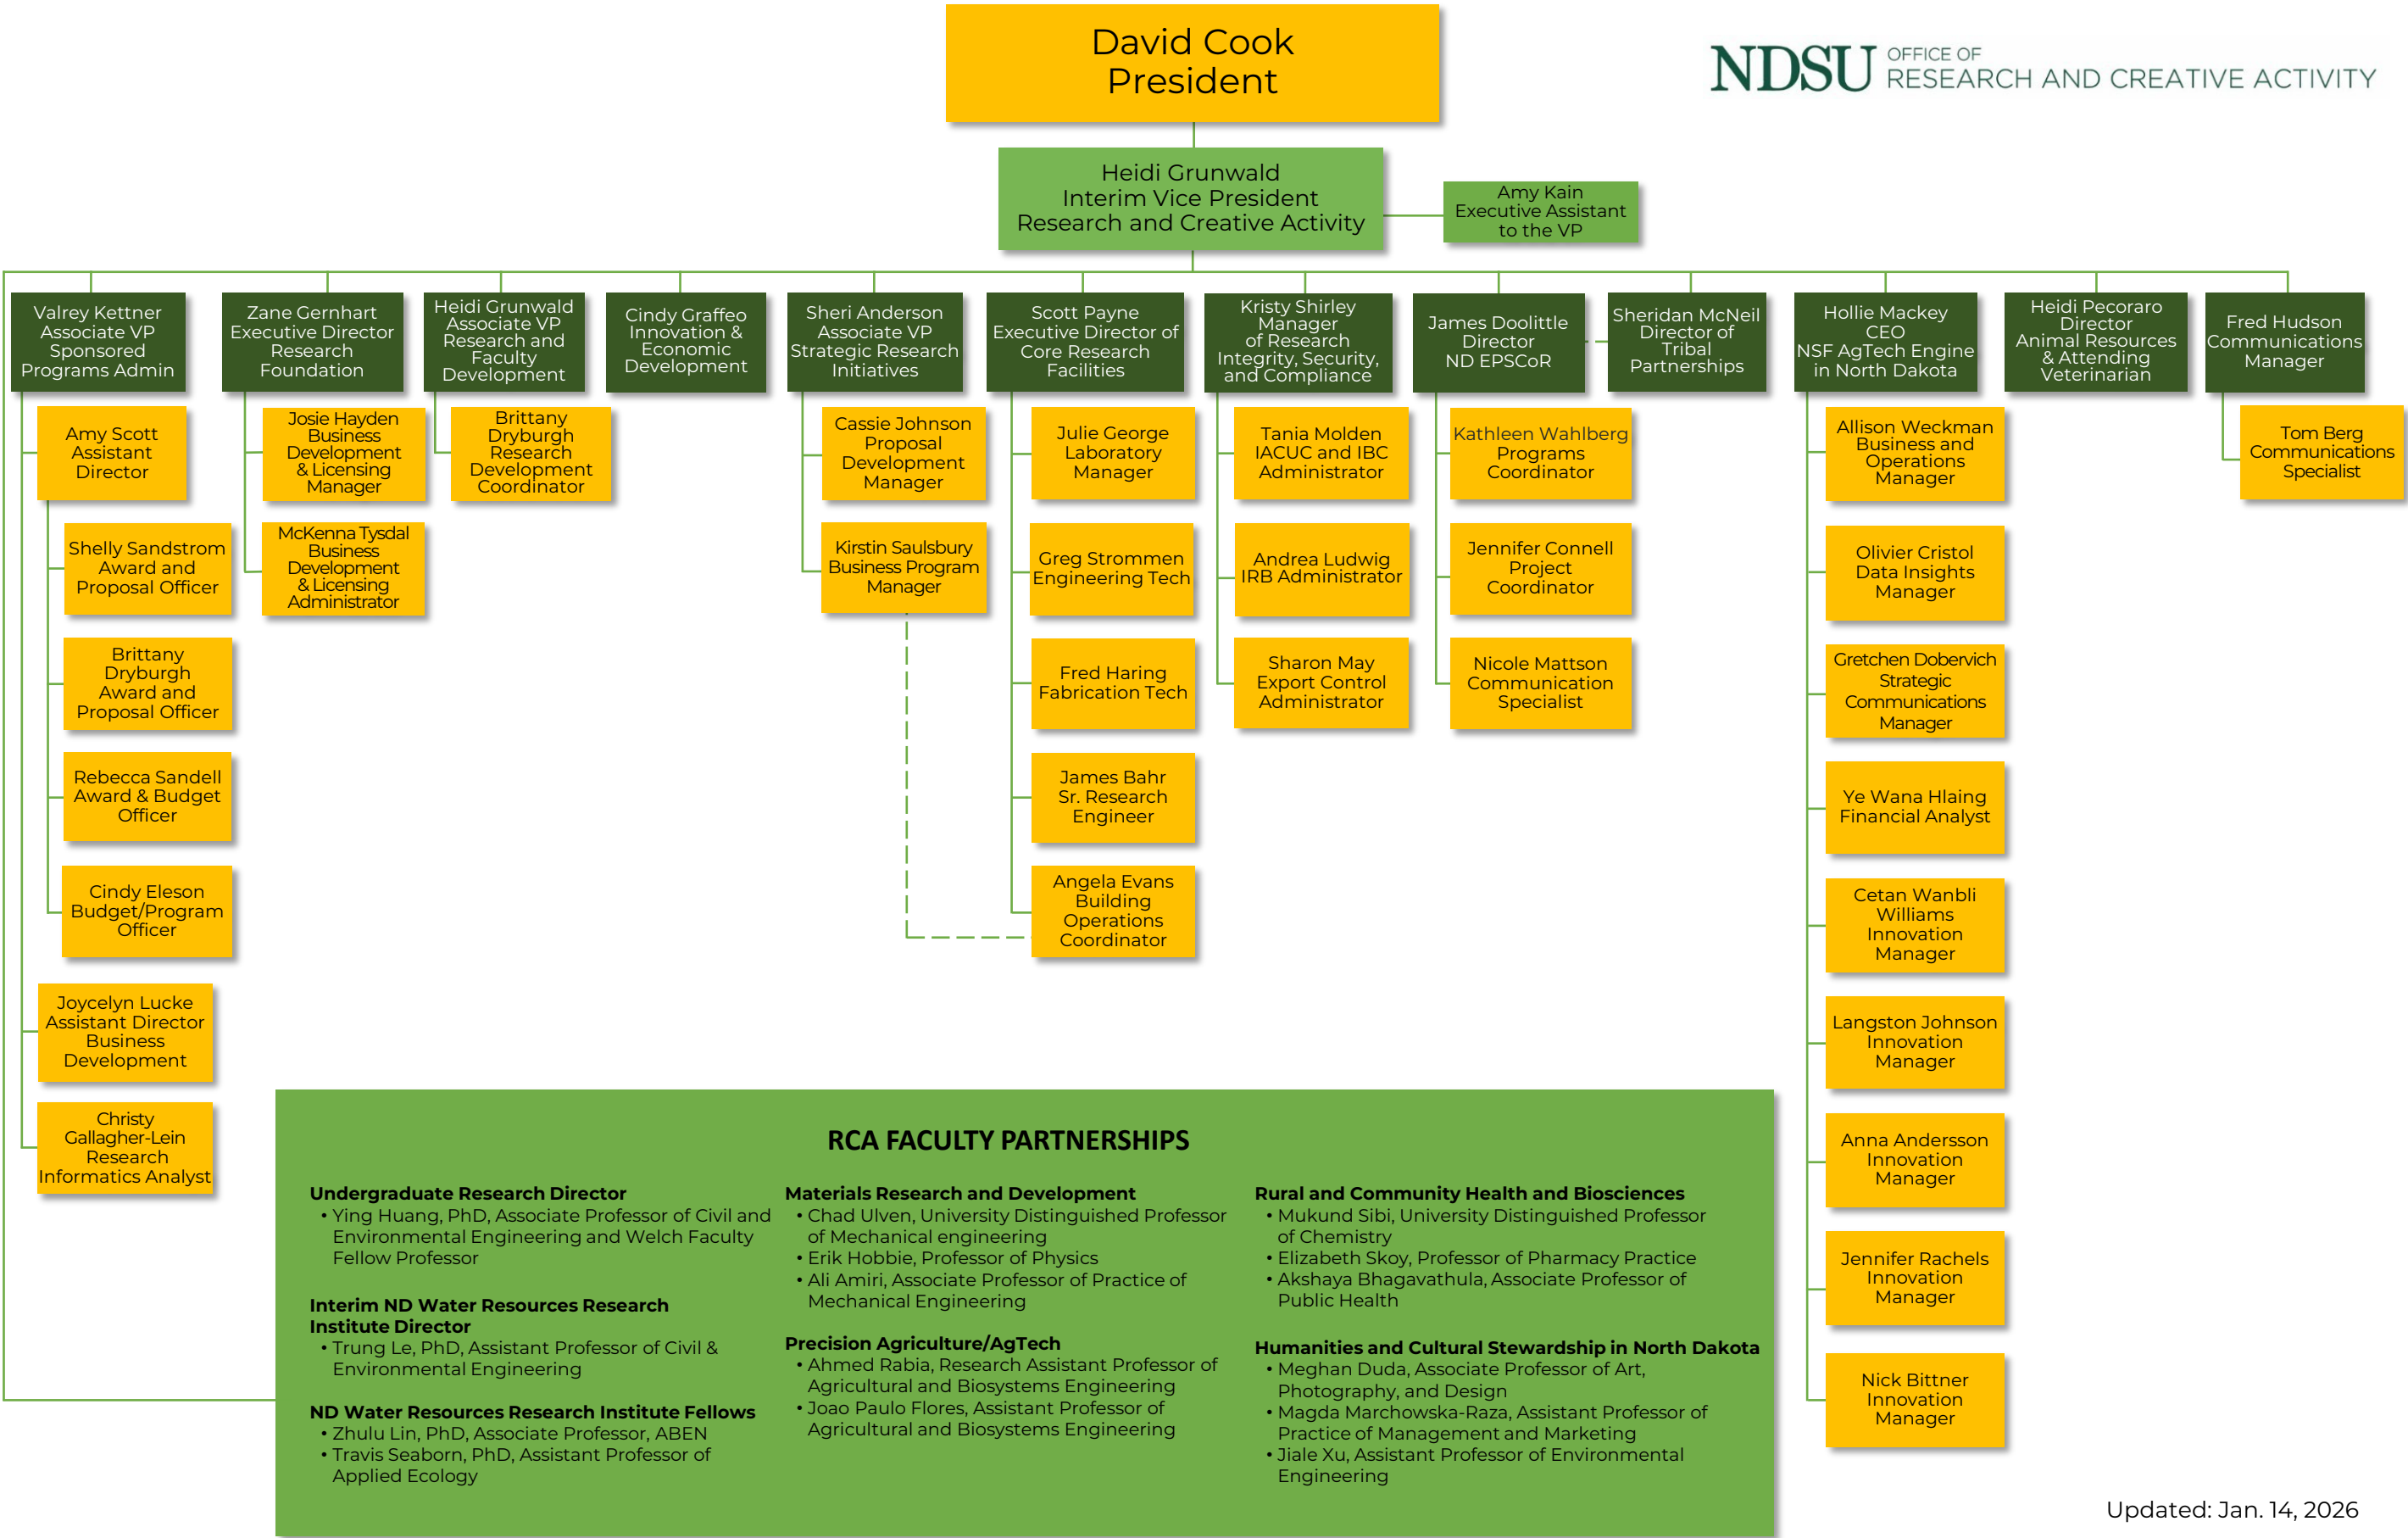 David Cook
President
NDSU
OFFICE OF
RESEARCH AND CREATIVE ACTIVITY
Heidi Grunwald
Interim Vice President
Research and Creative Activity
Amy Kain
Executive Assistant
to the VP
Valrey Kettner
Associate VP
Sponsored
Programs Admin
Zane Gernhart
Executive Director
Research
Foundation
Heidi Grunwald
Associate VP
Research and
Faculty
Development
Cindy Graffeo
Innovation &
Economic
Development
Sheri Anderson
Associate VP
Strategic Research
Initiatives
Scott Payne
Executive Director of
Core Research
Facilities
Kristy Shirley
Manager
of Research
Integrity, Security,
and Compliance
James Doolittle
Director
ND EPSCoR
Sheridan McNeil
Director of
Tribal
Partnerships
Hollie Mackey
CEO
NSF AgTech Engine
in North Dakota
Heidi Pecoraro
Director
Animal Resources
& Attending
Veterinarian
Fred Hudson
Communications
Manager
Amy Scott
Assistant
Director
Shelly Sandstrom
Award and
Proposal Officer
Brittany
Dryburgh
Award and
Proposal Officer
Rebecca Sandell
Award & Budget
Officer
Cindy Eleson
Budget/Program
Officer
Joycelyn Lucke
Assistant Director
Business
Development
Christy
Gallagher-Lein
Research
Informatics Analyst
Josie Hayden
Business
Development
& Licensing
Manager
McKenna Tysdal
Business
Development
& Licensing
Administrator
Brittany
Dryburgh
Research
Development
Coordinator
Cassie Johnson
Proposal
Development
Manager
Kirstin Saulsbury
Business Program
Manager
Julie George
Laboratory
Manager
Greg Strommen
Engineering Tech
Fred Haring
Fabrication Tech
James Bahr
Sr. Research
Engineer
Angela Evans
Building
Operations
Coordinator
Tania Molden
IACUC and IBC
Administrator
Andrea Ludwig
IRB Administrator
Sharon May
Export Control
Administrator
Kathleen Wahlberg
Programs
Coordinator
Jennifer Connell
Project
Coordinator
Nicole Mattson
Communication
Specialist
Allison Weckman
Business and
Operations
Manager
Olivier Cristol
Data Insights
Manager
Gretchen Dobervich
Strategic
Communications
Manager
Ye Wana Hlaing
Financial Analyst
Cetan Wanbli
Williams
Innovation
Manager
Langston Johnson
Innovation
Manager
Anna Andersson
Innovation
Manager
Jennifer Rachels
Innovation
Manager
Nick Bittner
Innovation
Manager
Tom Berg
Communications
Specialist
RCA FACULTY PARTNERSHIPS
Undergraduate Research Director
• Ying Huang, PhD, Associate Professor of Civil and
Environmental Engineering and Welch Faculty
Fellow Professor
Interim ND Water Resources Research
Institute Director
• Trung Le, PhD, Assistant Professor of Civil &
Environmental Engineering
ND Water Resources Research Institute Fellows
• Zhulu Lin, PhD, Associate Professor, ABEN
• Travis Seaborn, PhD, Assistant Professor of
Applied Ecology
Materials Research and Development
• Chad Ulven, University Distinguished Professor
of Mechanical engineering
• Erik Hobbie, Professor of Physics
• Ali Amiri, Associate Professor of Practice of
Mechanical Engineering
Precision Agriculture/AgTech
• Ahmed Rabia, Research Assistant Professor of
Agricultural and Biosystems Engineering
• Joao Paulo Flores, Assistant Professor of
Agricultural and Biosystems Engineering
Rural and Community Health and Biosciences
• Mukund Sibi, University Distinguished Professor
of Chemistry
• Elizabeth Skoy, Professor of Pharmacy Practice
• Akshaya Bhagavathula, Associate Professor of
Public Health
Humanities and Cultural Stewardship in North Dakota
• Meghan Duda, Associate Professor of Art,
Photography, and Design
• Magda Marchowska-Raza, Assistant Professor of
Practice of Management and Marketing
• Jiale Xu, Assistant Professor of Environmental
Engineering
Updated: Jan. 14, 2026